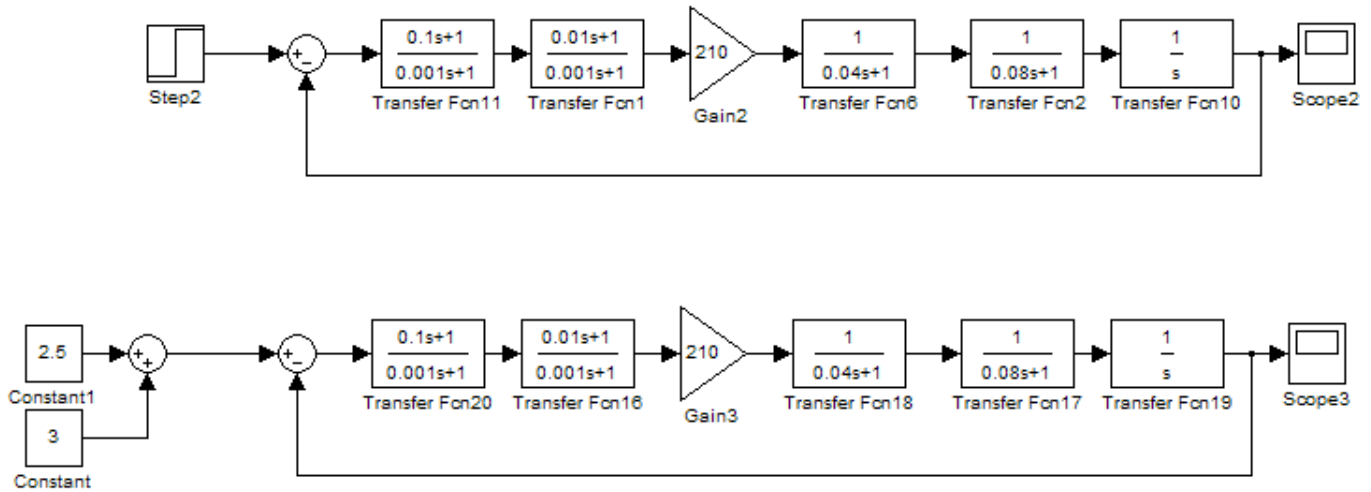 +
−
0.1s+1
0.001s+1
0.01s+1
0.001s+1
210
1
0.04s+1
1
0.08s+1
1
s
Step2
Transfer Fcn11
Transfer Fcn1
Gain2
Transfer Fcn6
Transfer Fcn2
Transfer Fcn10
Scope2
2.5
+
+
+
−
0.1s+1
0.001s+1
0.01s+1
0.001s+1
210
1
0.04s+1
1
0.08s+1
1
s
Constant1
Transfer Fcn20
Transfer Fcn16
Gain3
Transfer Fcn18
Transfer Fcn17
Transfer Fcn19
Scope3
3
Constant